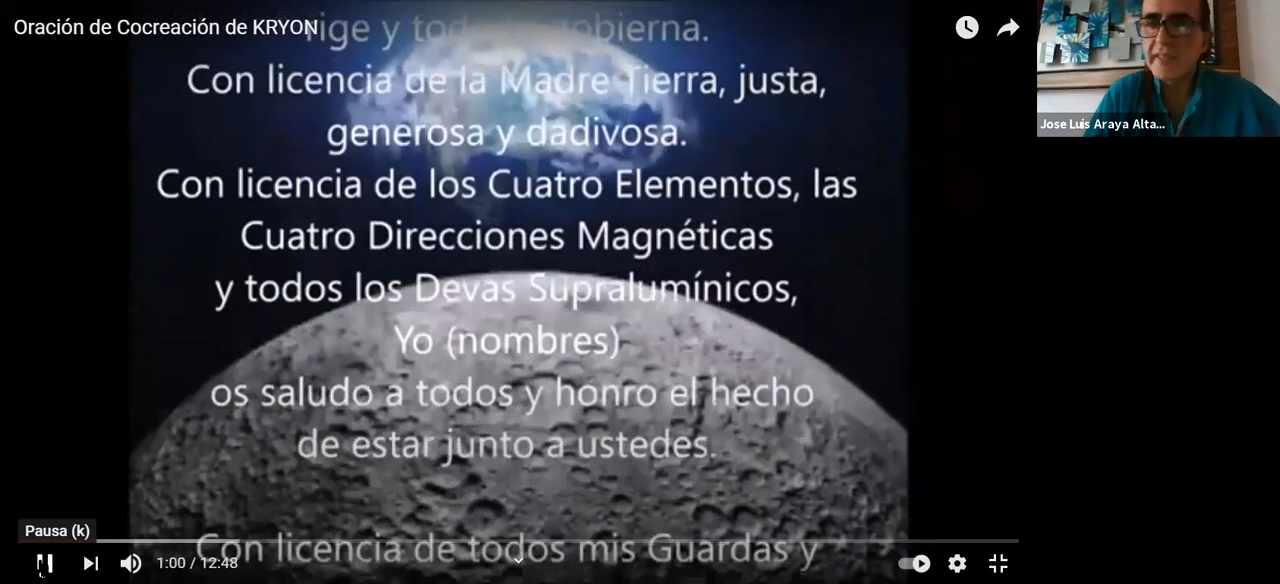 Oración de Cocreación de KRYON
rige y todo gobierna.
Con licencia de la Madre Tierra, justa,
generosa y dadivosa.
Con licencia de los Cuatro Elementos, las
Cuatro Direcciones Magnéticas
y todos los Devas Supralumínicos,
Yo (nombres)
os saludo a todos y honro el hecho
de estar junto a ustedes.
Con licencia de todos mis Guardas y
Jose Luis Araya Alta...
Pausa (k)
1:00 / 12:48